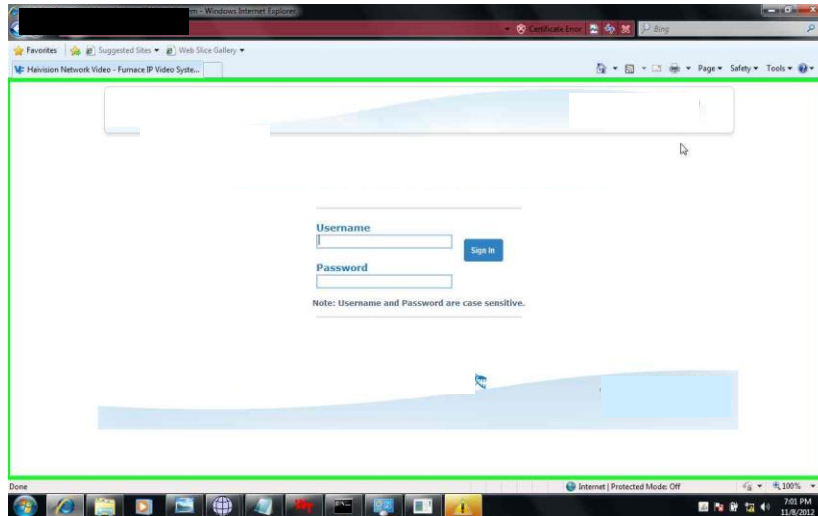 em - Windows Internet Explorer
Certificate Error
Bing
Favorites
Suggested Sites
Web Slice Gallery
Haivision Network Video - Furnace IP Video Syste...
Page
Safety
Tools
Username
Sign In
Password
Note: Username and Password are case sensitive.
Done
Internet | Protected Mode: Off
100%
7:01 PM
11/8/2012